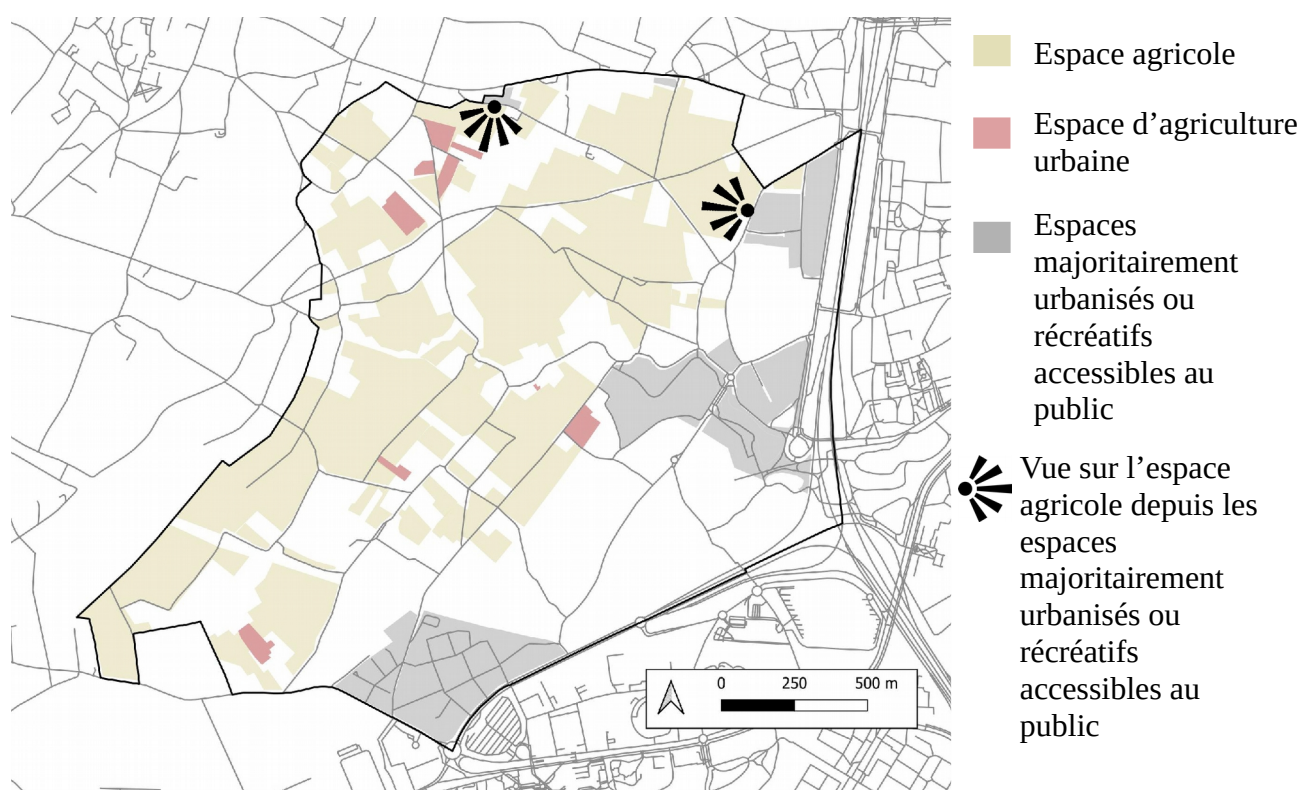 Espace agricole
Espace d’agriculture
urbaine
Espaces
majoritairement
urbanisés ou
récréatifs
accessibles au
public
Vue sur l’espace
agricole depuis les
espaces
majoritairement
urbanisés ou
récréatifs
accessibles au
public
0 250 500 m